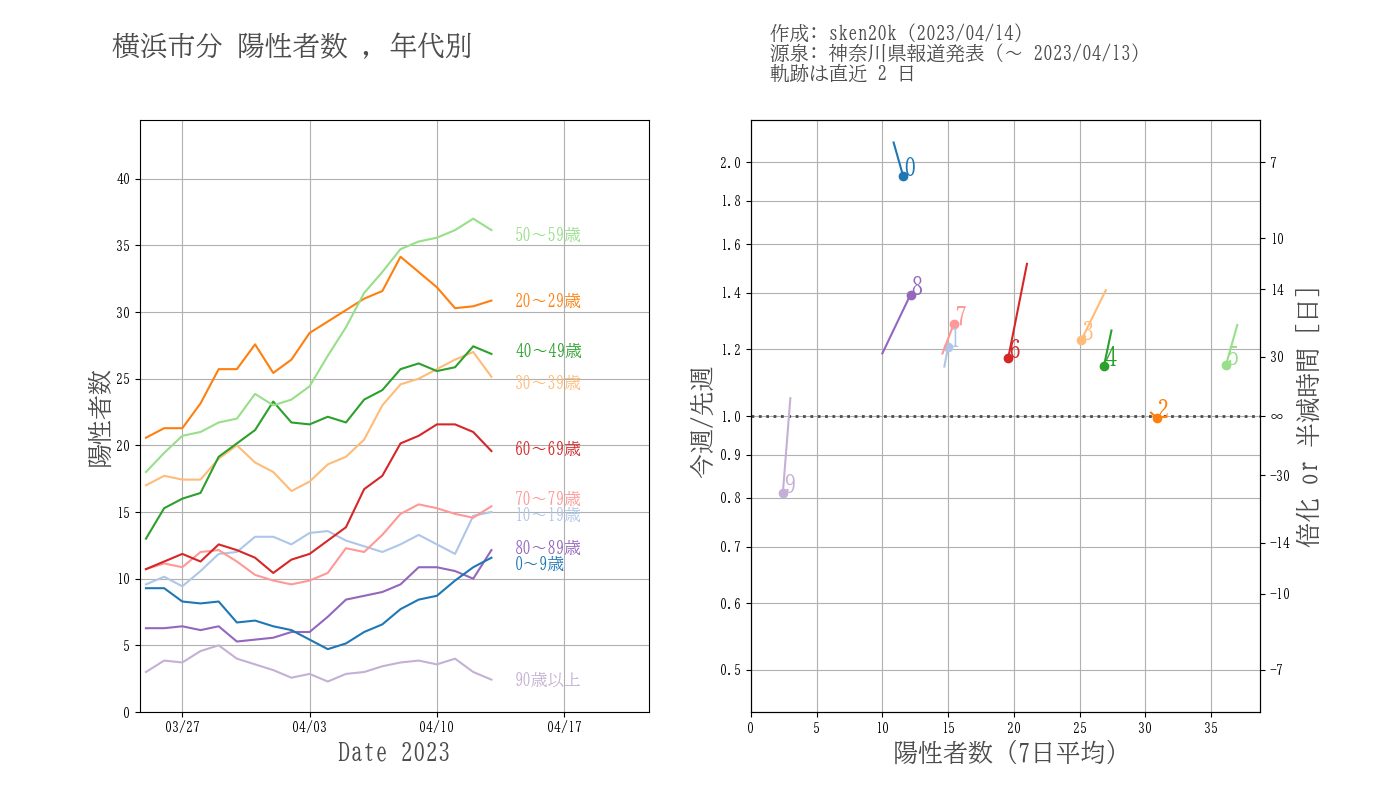 横浜市分 陽性者数 , 年代別
作成: sken20k (2023/04/14)
源泉: 神奈川県報道発表 (～ 2023/04/13)
軌跡は直近 2 日
陽性者数
40
35
30
25
20
15
10
5
0
50～59歳
20～29歳
40～49歳
30～39歳
60～69歳
70～79歳
10～19歳
80～89歳
0～9歳
90歳以上
03/27
04/03
04/10
04/17
Date 2023
今週/先週
2.0
1.8
1.6
1.4
1.2
1.0
0.9
0.8
0.7
0.6
0.5
0
8
7
1
6
3
4
5
2
9
7
10
14
30
∞
-30
-14
-10
-7
倍化 or 半減時間 [日]
0
5
10
15
20
25
30
35
陽性者数 (7日平均)